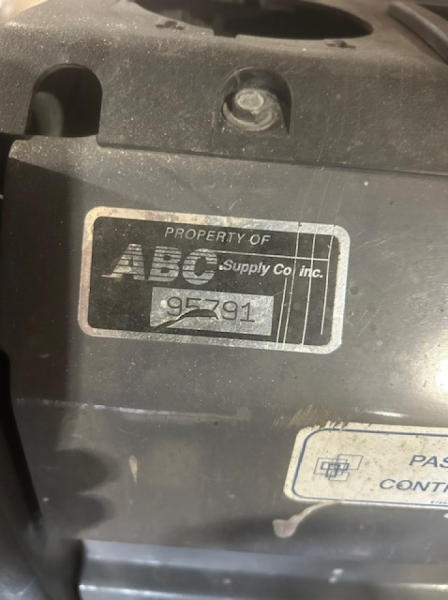 PROPERTY OF
ABC Supply Co. inc.
95791
PAS
CONT